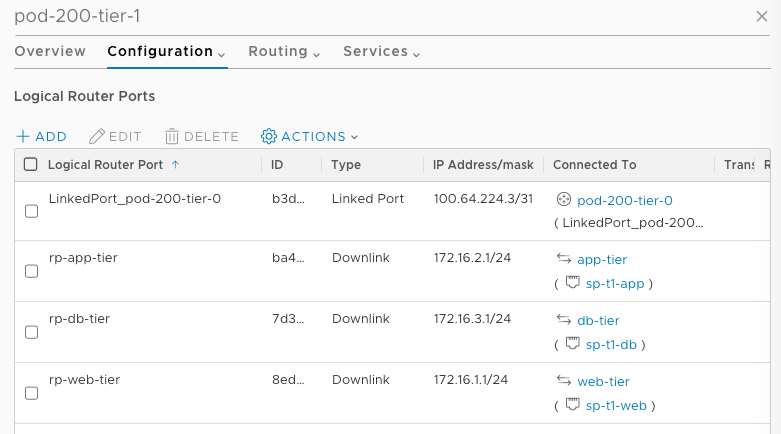 pod-200-tier-1
Overview Configuration Routing Services
Logical Router Ports
ADD EDIT DELETE ACTIONS
Logical Router Port ID Type IP Address/mask Connected To Trans R
LinkedPort_pod-200-tier-0 b3d... Linked Port 100.64.224.3/31 pod-200-tier-0
( LinkedPort_pod-200...
rp-app-tier ba4... Downlink 172.16.2.1/24 app-tier
( sp-t1-app )
rp-db-tier 7d3... Downlink 172.16.3.1/24 db-tier
( sp-t1-db )
rp-web-tier 8ed... Downlink 172.16.1.1/24 web-tier
( sp-t1-web )